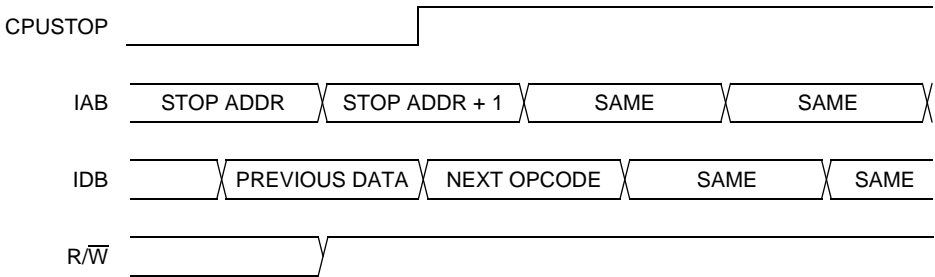 CPUSTOP
IAB STOP ADDR STOP ADDR + 1 SAME SAME
IDB PREVIOUS DATA NEXT OPCODE SAME SAME
R/W̅